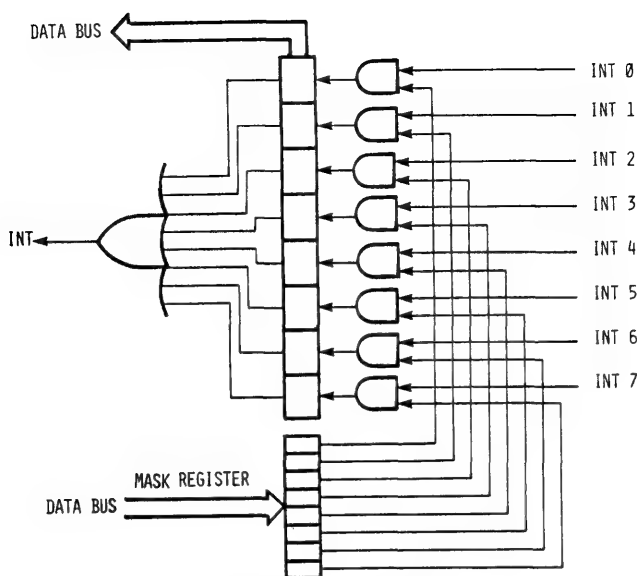 DATA BUS
INT 0
INT 1
INT 2
INT 3
INT
INT 4
INT 5
INT 6
INT 7
MASK REGISTER
DATA BUS